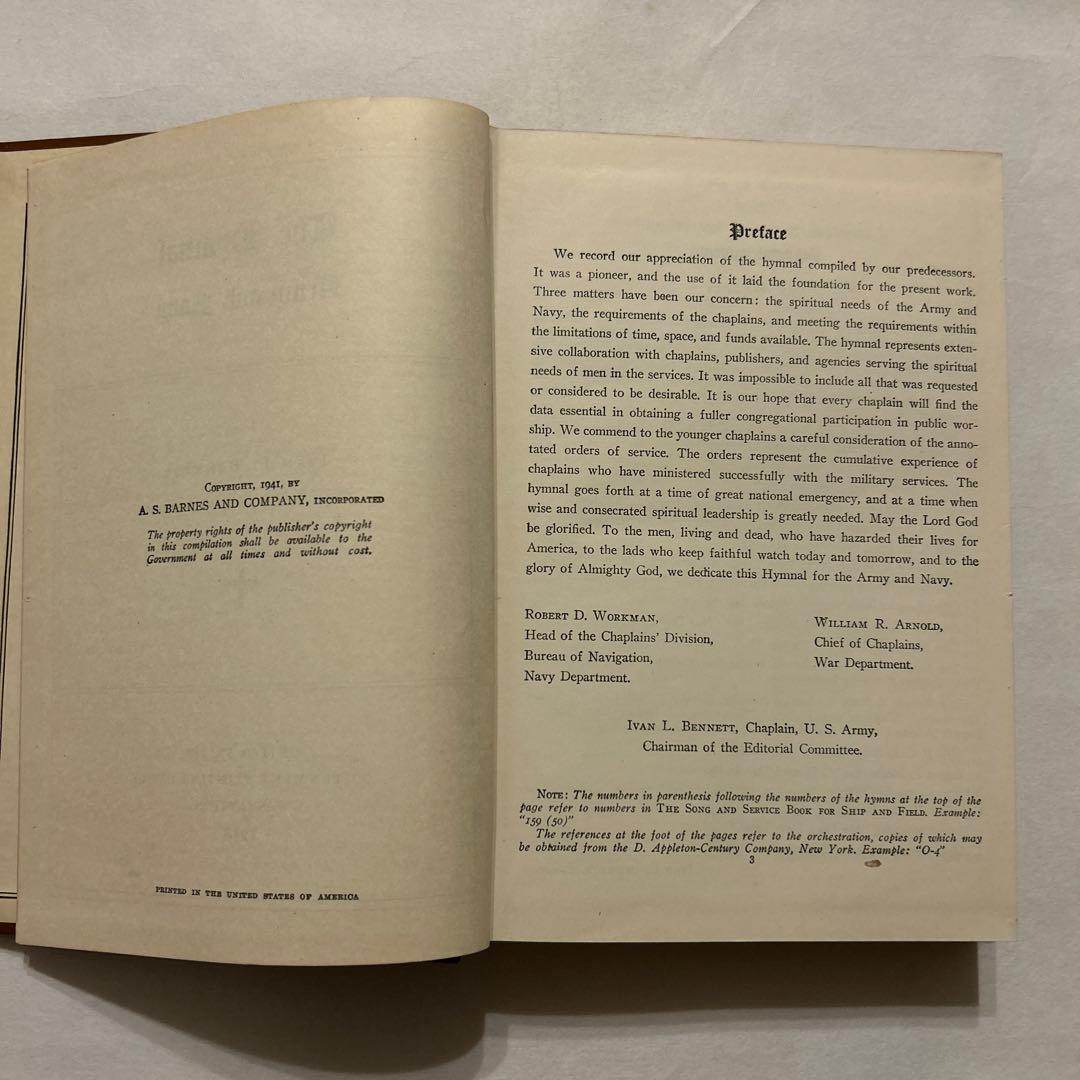 COPYRIGHT, 1941, BY
A. S. BARNES AND COMPANY, INCORPORATED
The property rights of the publisher's copyright
in this compilation shall be available to the
Government at all times and without cost.
PRINTED IN THE UNITED STATES OF AMERICA
Preface
We record our appreciation of the hymnal compiled by our predecessors.
It was a pioneer, and the use of it laid the foundation for the present work.
Three matters have been our concern: the spiritual needs of the Army and
Navy, the requirements of the chaplains, and meeting the requirements within
the limitations of time, space, and funds available. The hymnal represents exten-
sive collaboration with chaplains, publishers, and agencies serving the spiritual
needs of men in the services. It was impossible to include all that was requested
or considered to be desirable. It is our hope that every chaplain will find the
data essential in obtaining a fuller congregational participation in public wor-
ship. We commend to the younger chaplains a careful consideration of the anno-
tated orders of service. The orders represent the cumulative experience of
chaplains who have ministered successfully with the military services. The
hymnal goes forth at a time of great national emergency, and at a time when
wise and consecrated spiritual leadership is greatly needed. May the Lord God
be glorified. To the men, living and dead, who have hazarded their lives for
America, to the lads who keep faithful watch today and tomorrow, and to the
glory of Almighty God, we dedicate this Hymnal for the Army and Navy.
ROBERT D. WORKMAN,
Head of the Chaplains' Division,
Bureau of Navigation,
Navy Department.
WILLIAM R. ARNOLD,
Chief of Chaplains,
War Department.
IVAN L. BENNETT, Chaplain, U. S. Army,
Chairman of the Editorial Committee.
NOTE: The numbers in parenthesis following the numbers of the hymns at the top of the
page refer to numbers in THE SONG AND SERVICE BOOK FOR SHIP AND FIELD. Example:
"159 (50)"
The references at the foot of the pages refer to the orchestration, copies of which may
be obtained from the D. Appleton-Century Company, New York. Example: "O-4"
3